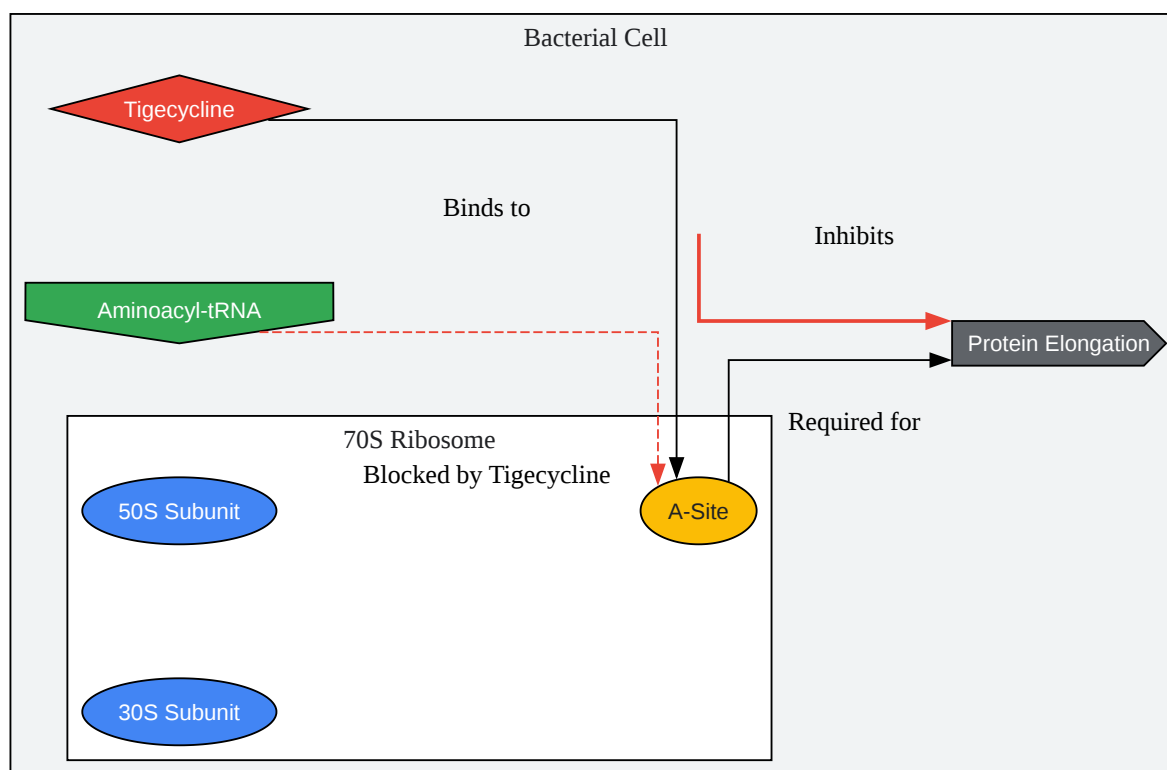 Bacterial Cell
Tigecycline
Binds to
Inhibits
Aminoacyl-tRNA
Protein Elongation
Required for
70S Ribosome
Blocked by Tigecycline
50S Subunit
A-Site
30S Subunit